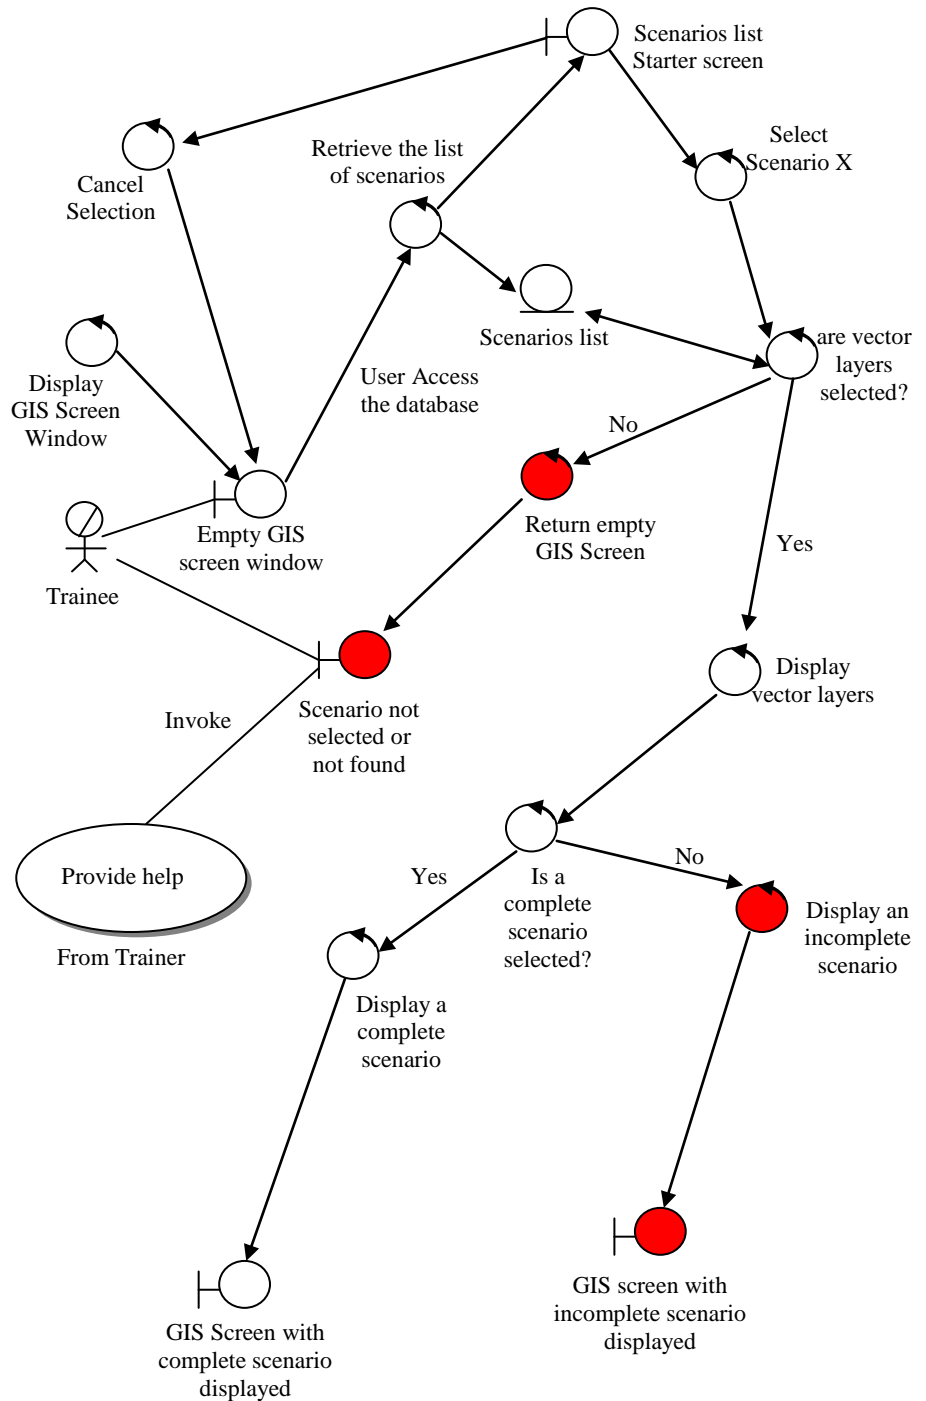 Scenarios list
Starter screen
Select
Scenario X
Retrieve the list
of scenarios
Cancel
Selection
Scenarios list
are vector
layers
selected?
User Access
the database
Display
GIS Screen
Window
No
Empty GIS
screen window
Return empty
GIS Screen
Yes
Trainee
Display
vector layers
Invoke
Scenario not
selected or
not found
Provide help
From Trainer
Yes
Is a
complete
scenario
selected?
No
Display an
incomplete
scenario
Display a
complete
scenario
GIS screen with
incomplete scenario
displayed
GIS Screen with
complete scenario
displayed